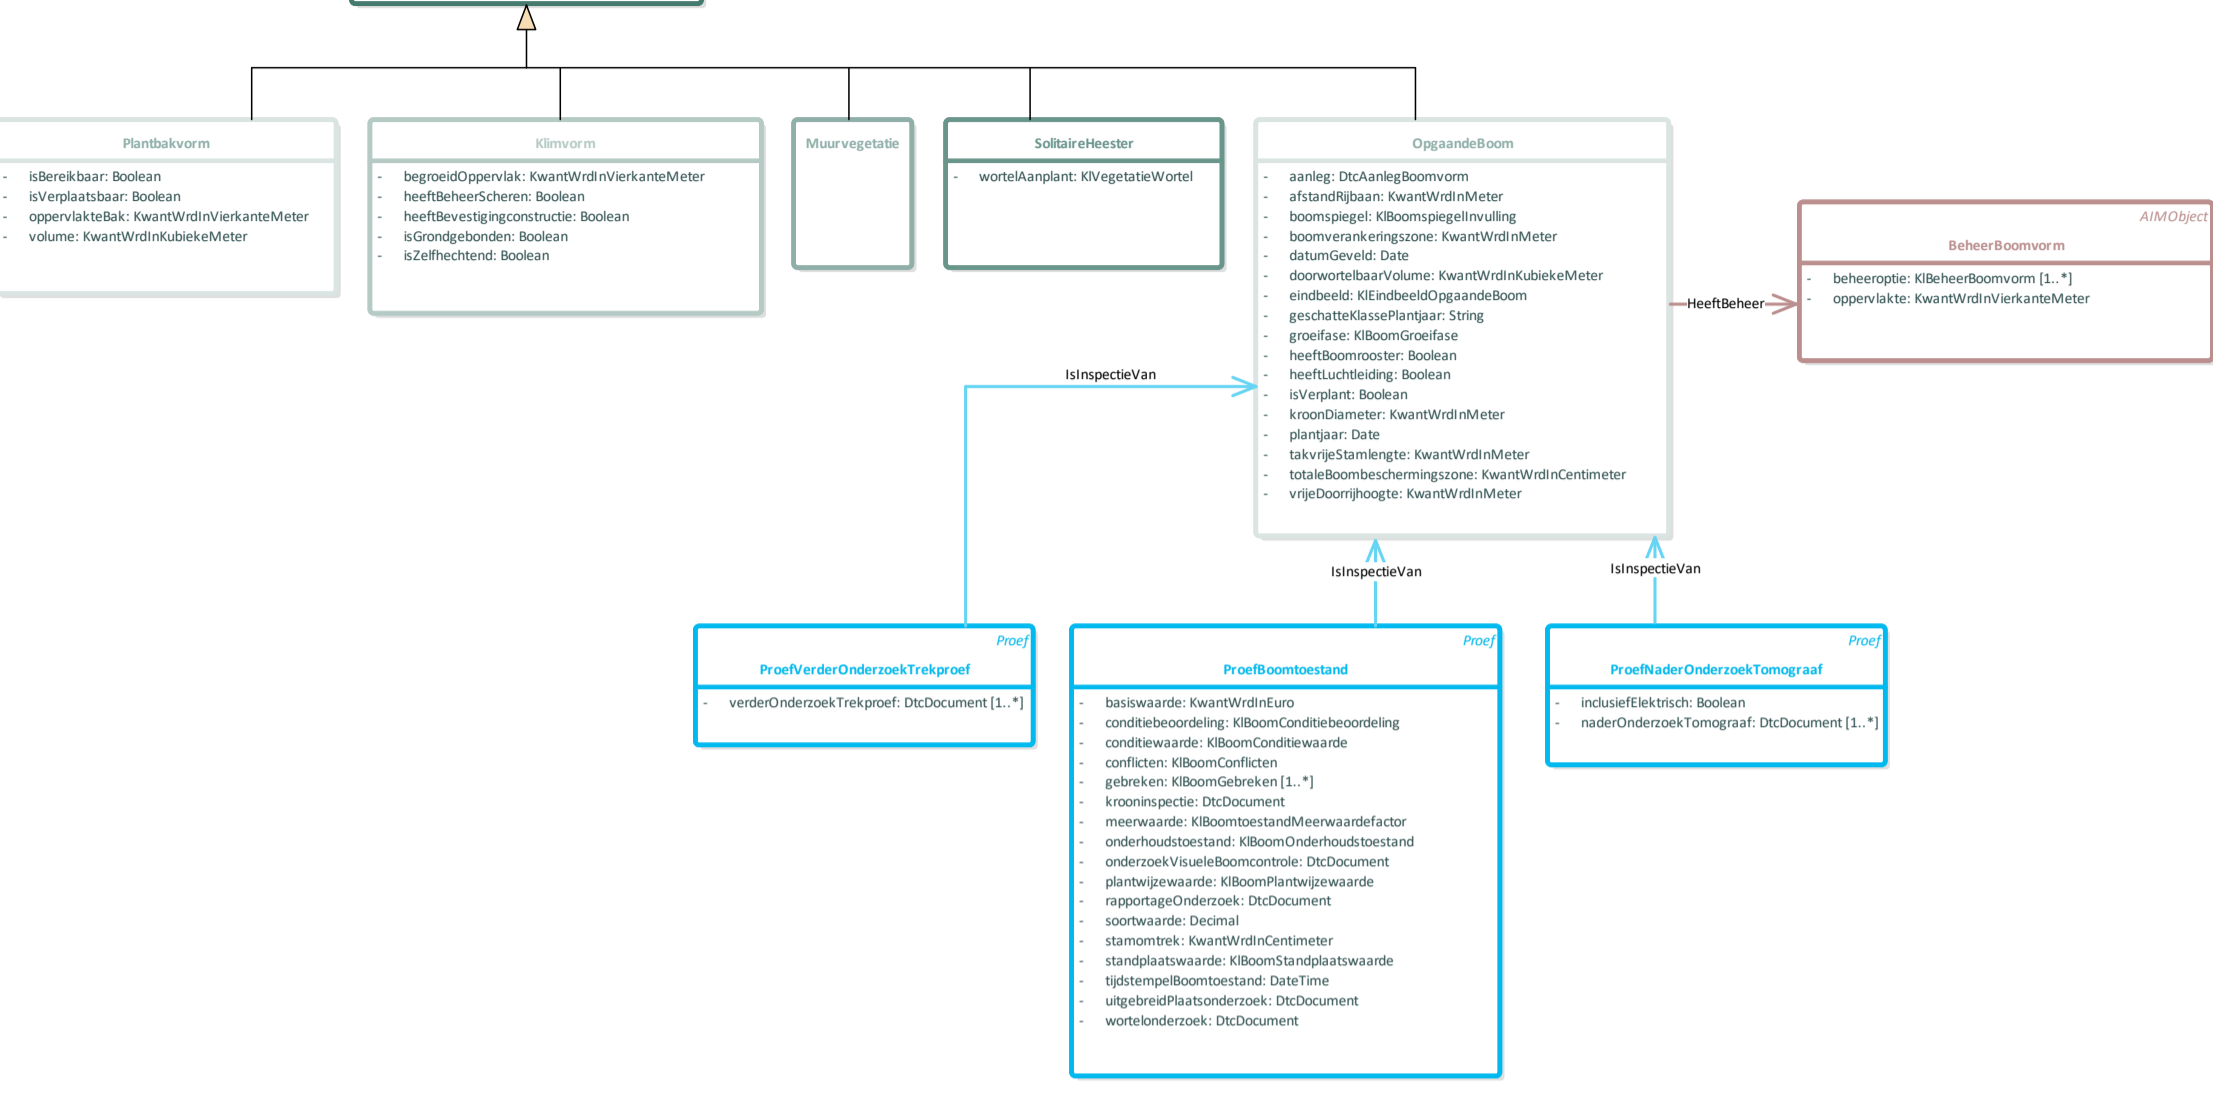 Plantbakvorm
- isBereikbaar: Boolean
- isVerplaatsbaar: Boolean
- oppervlakteBak: KwantWrdInVierkanteMeter
- volume: KwantWrdInKubiekeMeter
Klimvorm
- begroeidOppervlak: KwantWrdInVierkanteMeter
- heeftBeheerScheren: Boolean
- heeftBevestigingconstructie: Boolean
- isGrondgebonden: Boolean
- isZelfhechtend: Boolean
Muurvegetatie
SolitaireHeester
- wortelAanplant: KlVegetatieWortel
OpgaandeBoom
- aanleg: DtcAanlegBoomvorm
- afstandRijbaan: KwantWrdInMeter
- boomspiegel: KlBoomspiegelInvulling
- boomverankeringszone: KwantWrdInMeter
- datumGeveld: Date
- doorwortelbaarVolume: KwantWrdInKubiekeMeter
- eindbeeld: KlEindbeeldOpgaandeBoom
- geschatteKlassePlantjaar: String
- groeifase: KlBoomGroeifase
- heeftBoomrooster: Boolean
- heeftLuchtleiding: Boolean
- isVerplant: Boolean
- kroonDiameter: KwantWrdInMeter
- plantjaar: Date
- takvrijeStamlengte: KwantWrdInMeter
- totaleBoombeschermingszone: KwantWrdInCentimeter
- vrijeDoorrijhoogte: KwantWrdInMeter
HeeftBeheer
AIMObject
BeheerBoomvorm
- beheeroptie: KlBeheerBoomvorm [1..*]
- oppervlakte: KwantWrdInVierkanteMeter
IsInspectieVan
IsInspectieVan
IsInspectieVan
Proef
ProefVerderOnderzoekTrekproef
- verderOnderzoekTrekproef: DtcDocument [1..*]
Proef
ProefBoomtoestand
- basiswaarde: KwantWrdInEuro
- conditiebeoordeling: KlBoomConditiebeoordeling
- conditiewaarde: KlBoomConditiewaarde
- conflicten: KlBoomConflicten
- gebreken: KlBoomGebreken [1..*]
- krooninspectie: DtcDocument
- meerwaarde: KlBoomtoestandMeerwaardefactor
- onderhoudstoestand: KlBoomOnderhoudstoestand
- onderzoekVisueleBoomcontrole: DtcDocument
- plantwijzewaarde: KlBoomPlantwijzewaarde
- rapportageOnderzoek: DtcDocument
- soortwaarde: Decimal
- stamomtrek: KwantWrdInCentimeter
- standplaatswaarde: KlBoomStandplaatswaarde
- tijdstempelBoomtoestand: DateTime
- uitgebreidPlaatsonderzoek: DtcDocument
- wortelonderzoek: DtcDocument
Proef
ProefNaderOnderzoekTomograaf
- inclusiefElektrisch: Boolean
- naderOnderzoekTomograaf: DtcDocument [1..*]